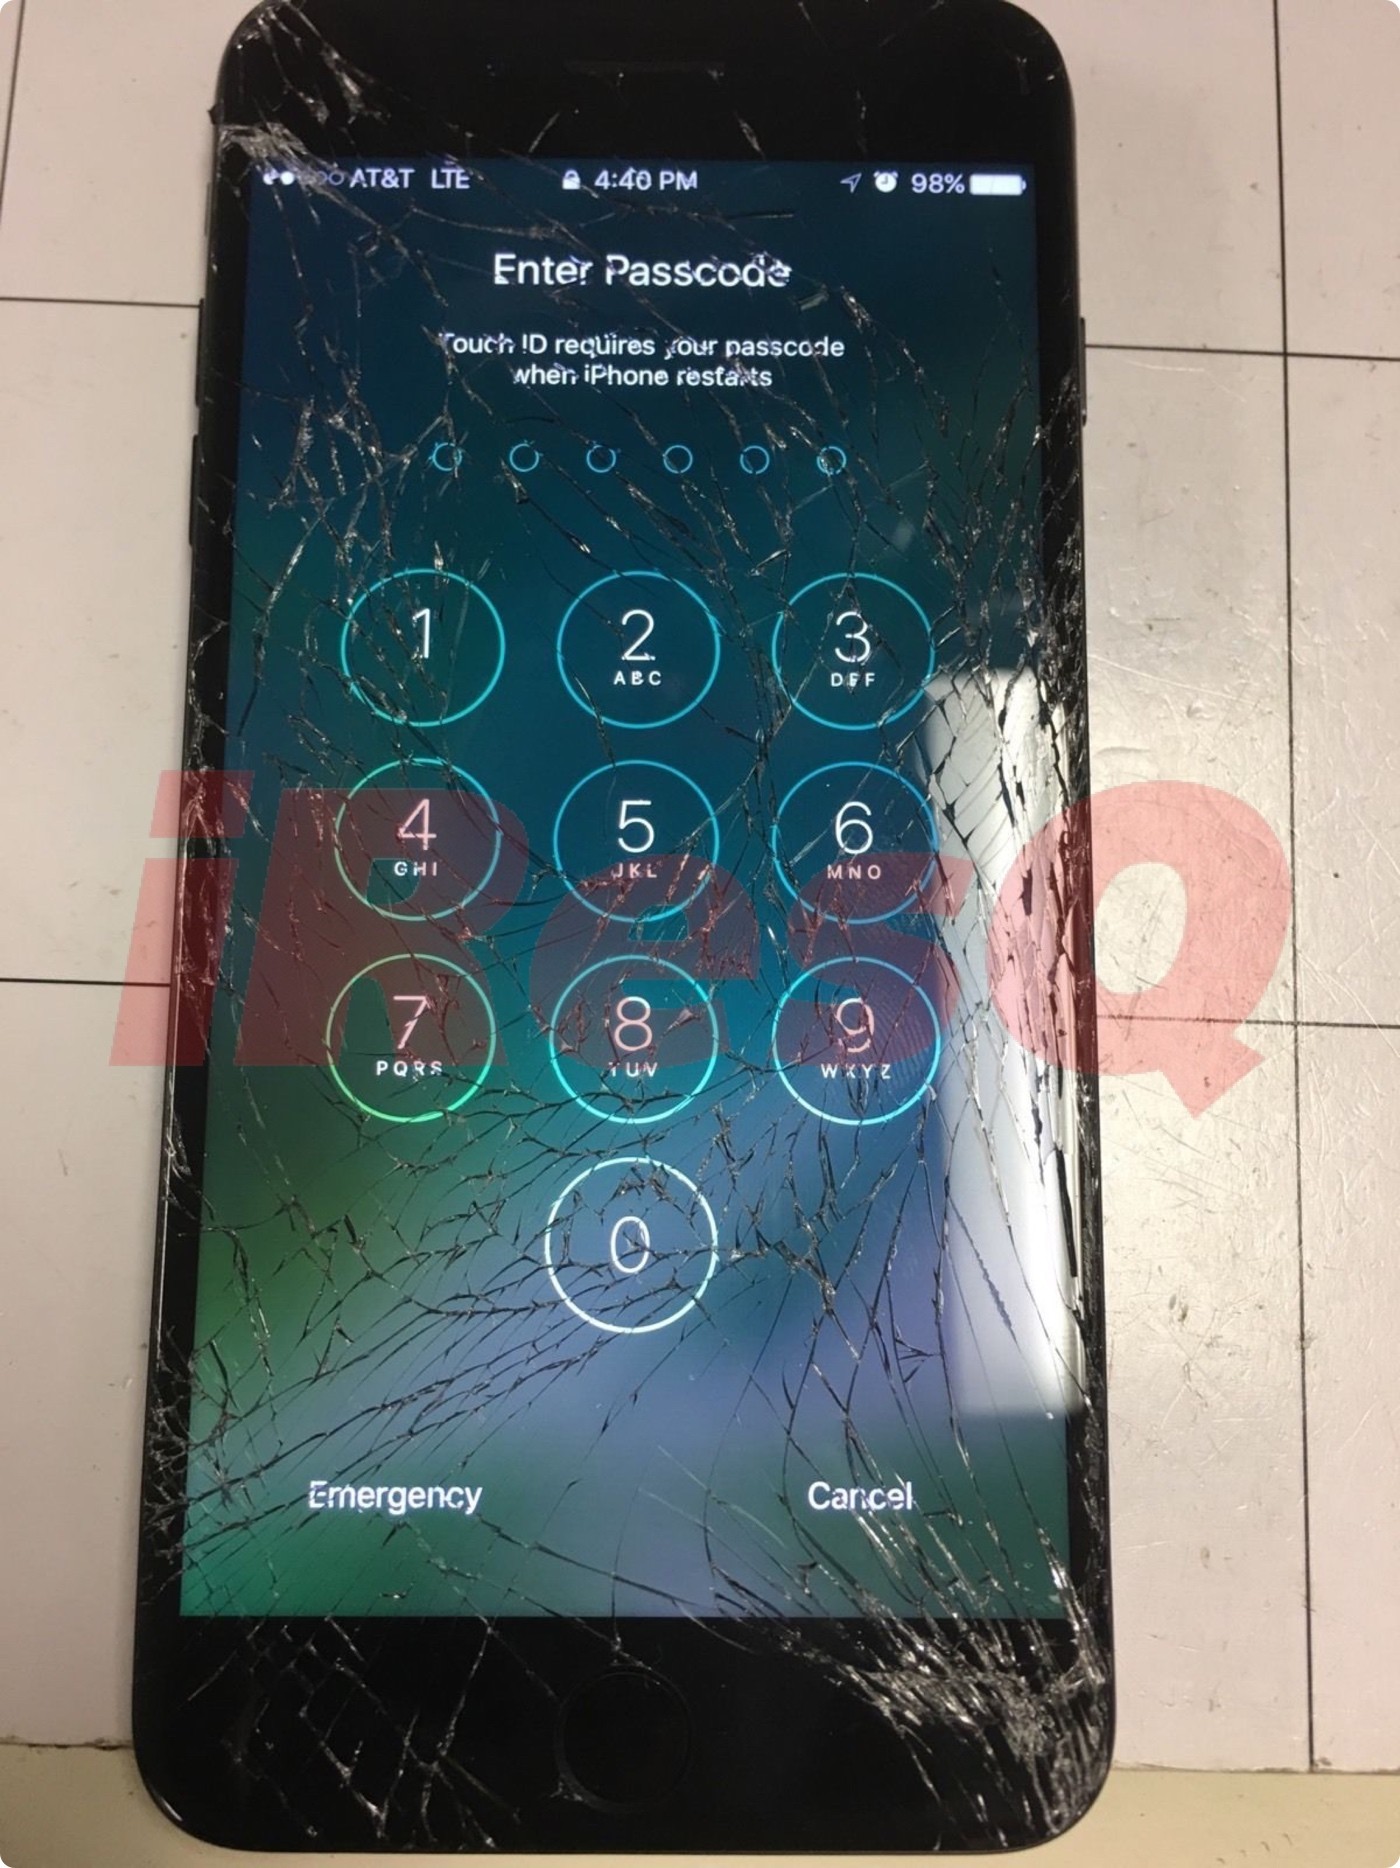 AT&T LTE 4:40 PM 98%
Enter Passcode
Touch ID requires your passcode
when iPhone restarts
1 2 3
ABC DEF
4 5 6
GHI JKL MNO
7 8 9
PQRS TUV WXYZ
0
Emergency Cancel
iResQ